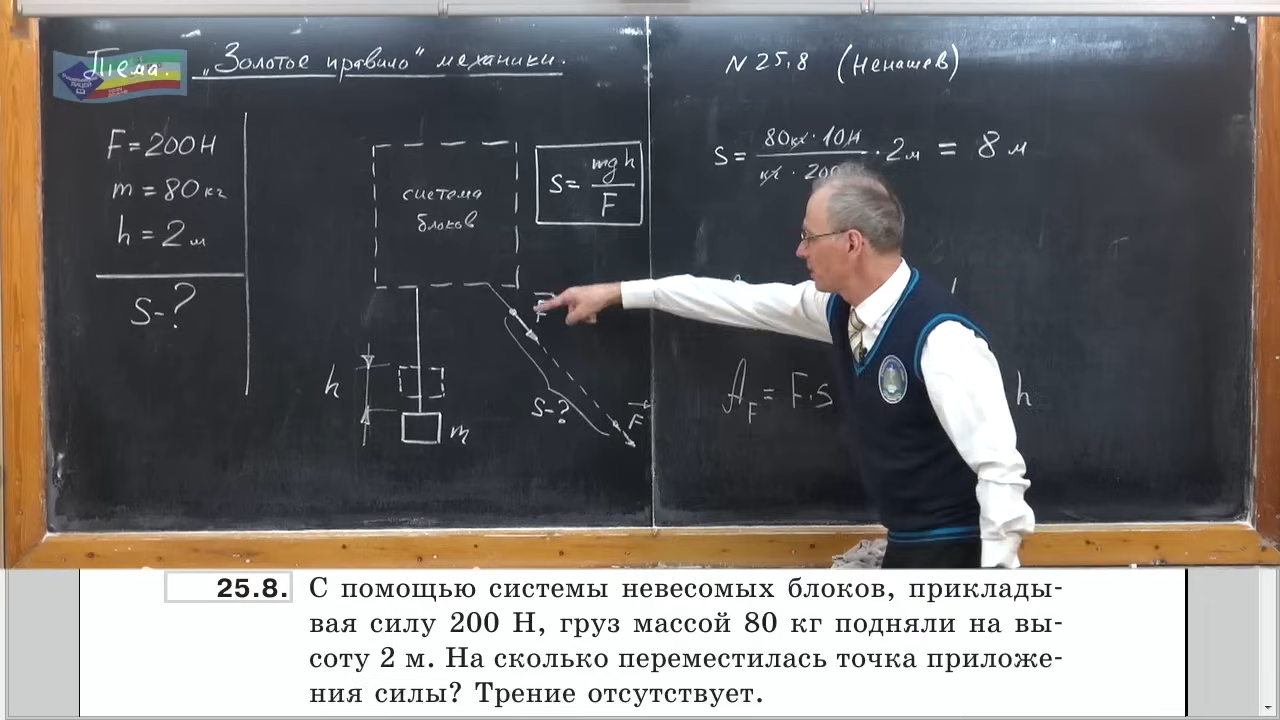 Тема. „Золотое правило" механики.
N 25.8 (Ненашев)
F = 200 Н
m = 80 кг
h = 2 м
S - ?
система
блоков
S = mgh / F
h
m
F
S - ?
F
S = 80 кг · 10 Н / кг · 200 · 2 м = 8 м
A_F = F · s
h
25.8. С помощью системы невесомых блоков, приклады-
вая силу 200 Н, груз массой 80 кг подняли на вы-
соту 2 м. На сколько переместилась точка приложе-
ния силы? Трение отсутствует.